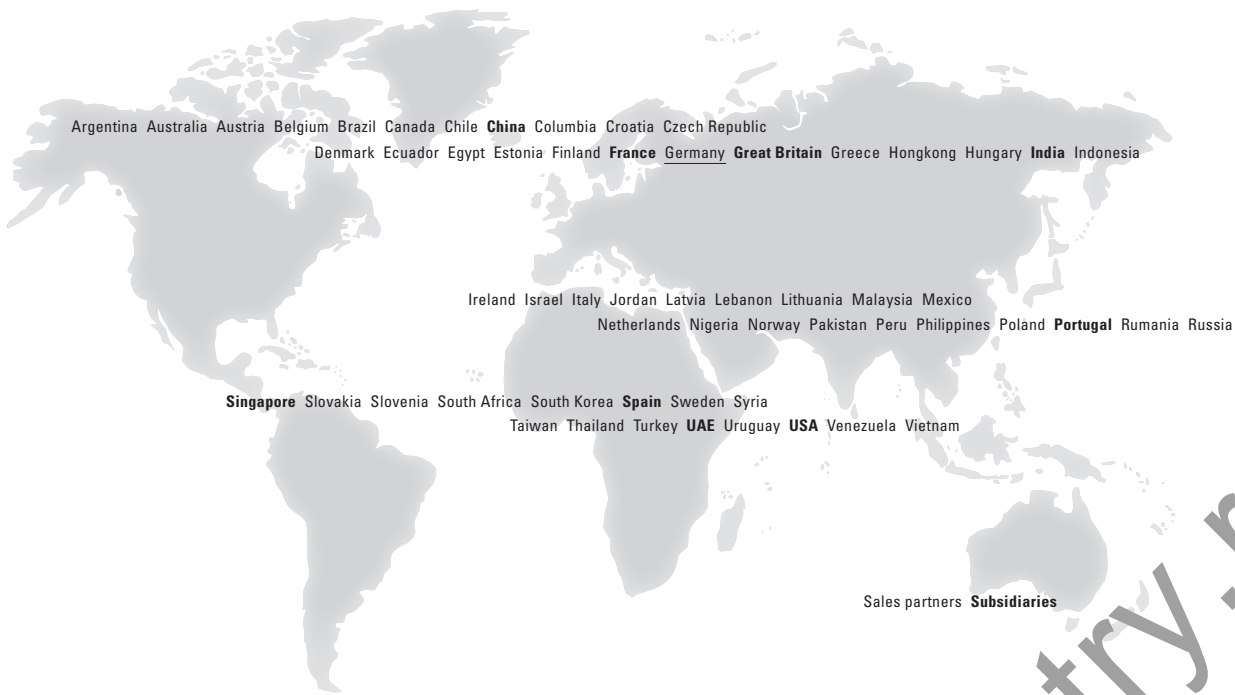 Argentina Australia Austria Belgium Brazil Canada Chile China Columbia Croatia Czech Republic
Denmark Ecuador Egypt Estonia Finland France Germany Great Britain Greece Hongkong Hungary India Indonesia
Ireland Israel Italy Jordan Latvia Lebanon Lithuania Malaysia Mexico
Netherlands Nigeria Norway Pakistan Peru Philippines Poland Portugal Rumania Russia
Singapore Slovakia Slovenia South Africa South Korea Spain Sweden Syria
Taiwan Thailand Turkey UAE Uruguay USA Venezuela Vietnam
Sales partners Subsidiaries